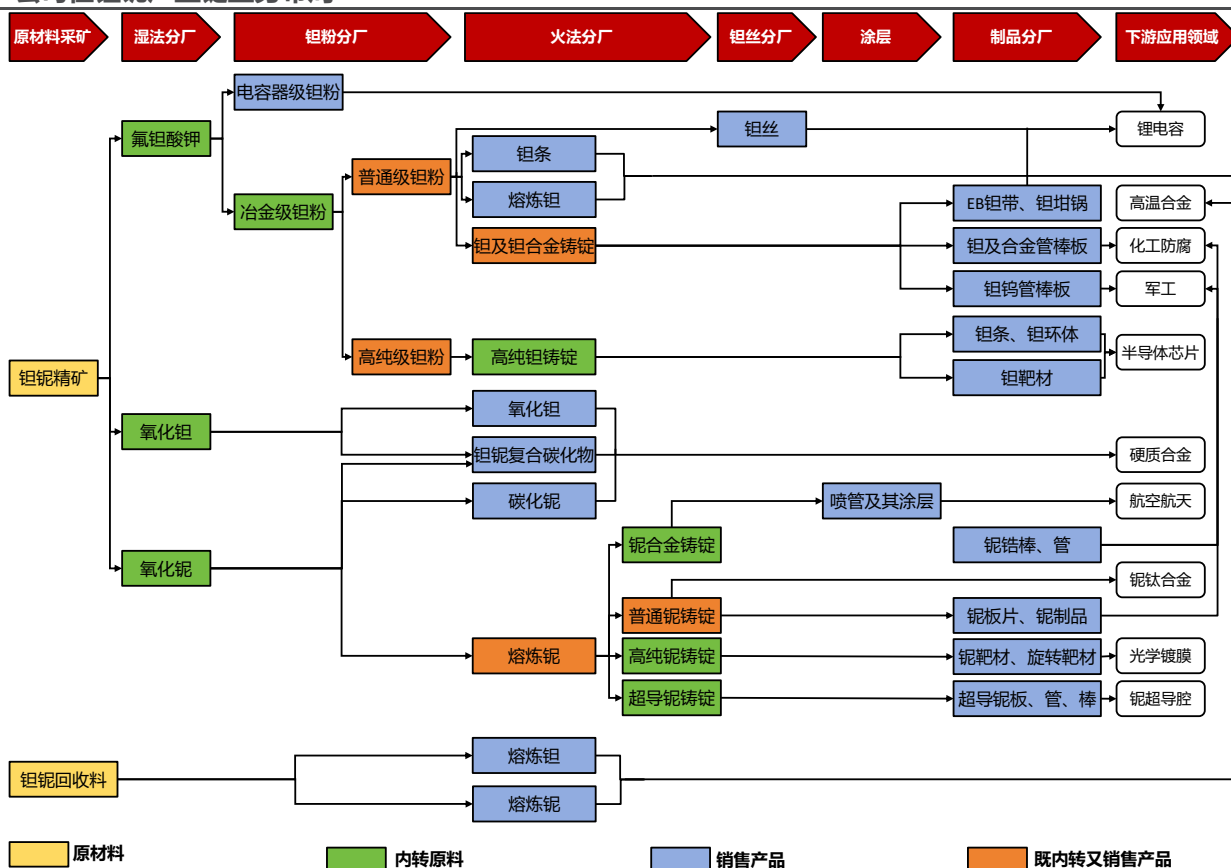 原材料采矿
湿法分厂
钽粉分厂
火法分厂
钽丝分厂
涂层
制品分厂
下游应用领域
电容器级钽粉
钽丝
锂电容
氟钽酸钾
钽条
普通级钽粉
熔炼钽
EB钽带、钽坩锅
高温合金
冶金级钽粉
钽及钽合金铸锭
钽及合金管棒板
化工防腐
钽钨管棒板
军工
钽条、钽环体
高纯级钽粉
高纯钽铸锭
半导体芯片
钽铌精矿
钽靶材
氧化钽
氧化钽
钽铌复合碳化物
硬质合金
碳化铌
喷管及其涂层
航空航天
铌合金铸锭
铌锆棒、管
氧化铌
铌钛合金
普通铌铸锭
铌板片、铌制品
熔炼铌
高纯铌铸锭
铌靶材、旋转靶材
光学镀膜
超导铌铸锭
超导铌板、管、棒
铌超导腔
熔炼钽
钽铌回收料
熔炼铌
原材料
内转原料
销售产品
既内转又销售产品